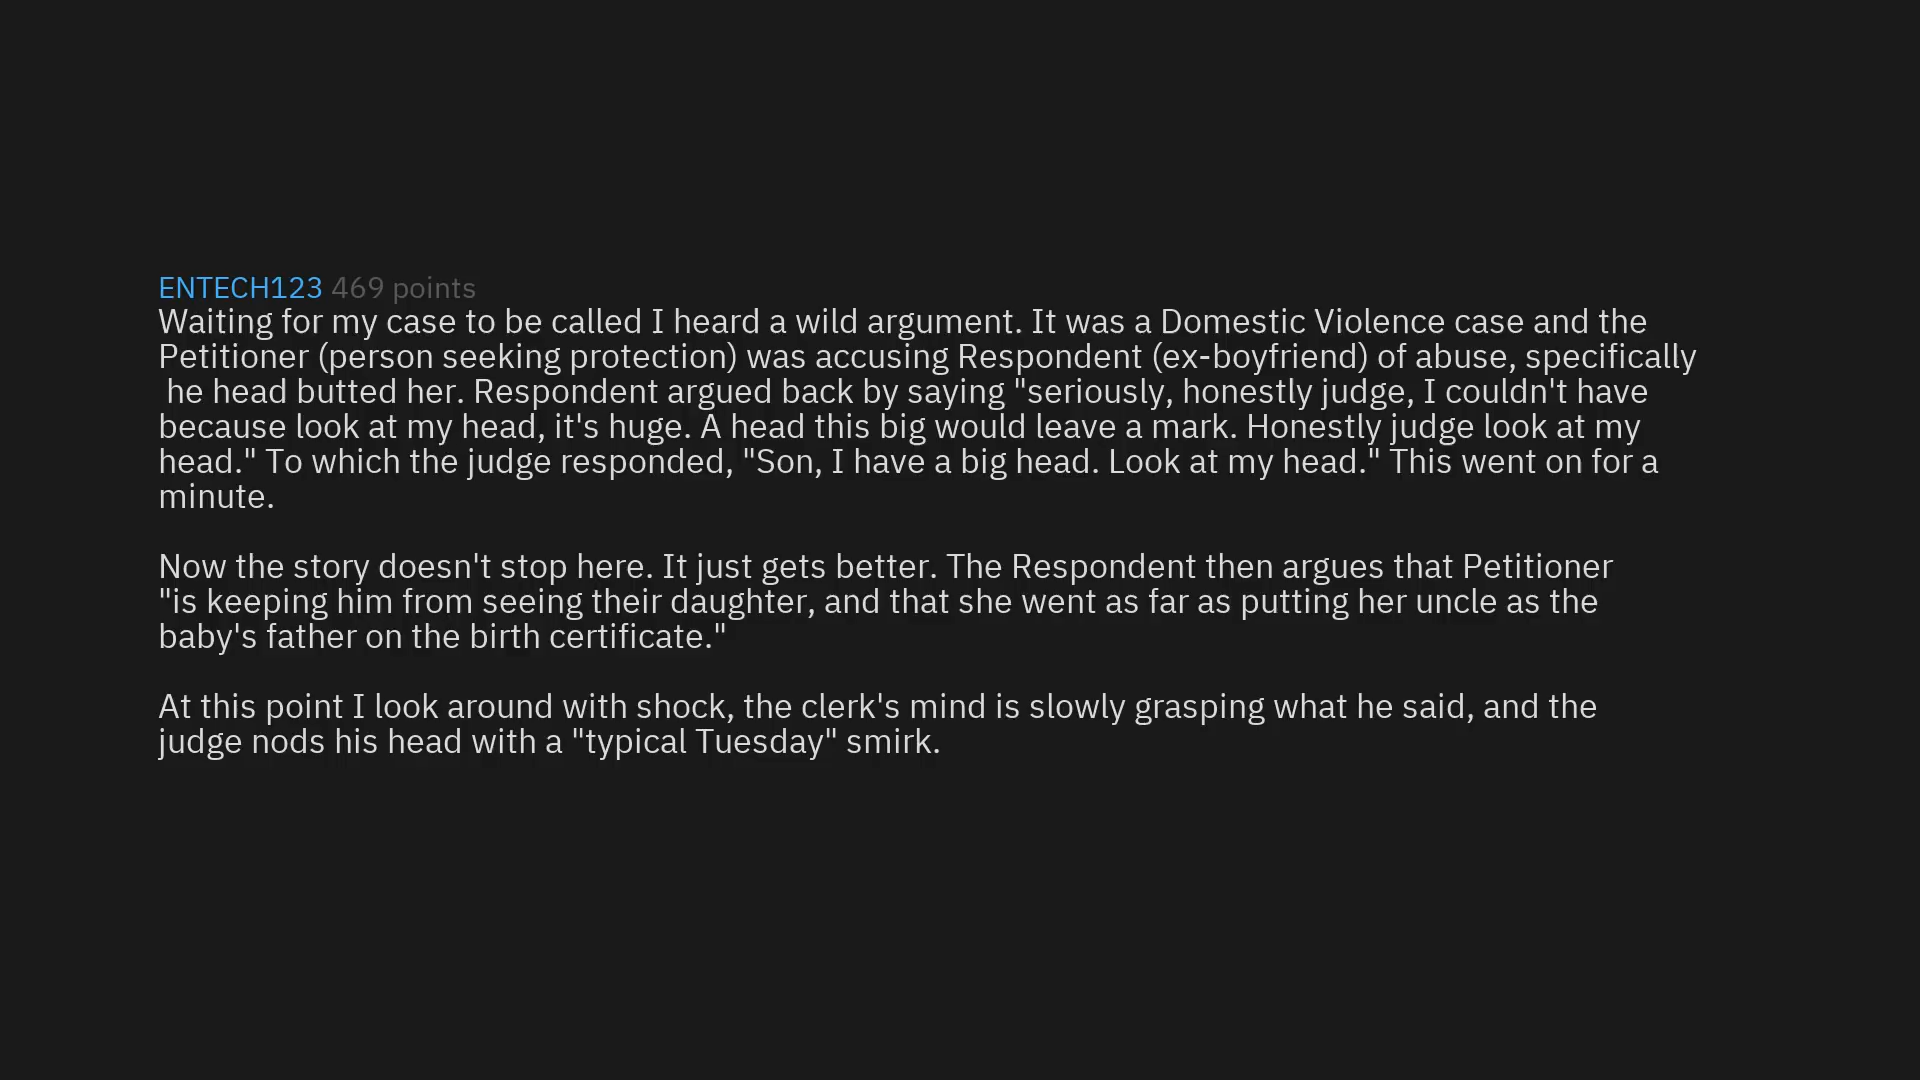 ENTECH123 469 points
Waiting for my case to be called I heard a wild argument. It was a Domestic Violence case and the
Petitioner (person seeking protection) was accusing Respondent (ex-boyfriend) of abuse, specifically
he head butted her. Respondent argued back by saying "seriously, honestly judge, I couldn't have
because look at my head, it's huge. A head this big would leave a mark. Honestly judge look at my
head." To which the judge responded, "Son, I have a big head. Look at my head." This went on for a
minute.

Now the story doesn't stop here. It just gets better. The Respondent then argues that Petitioner
"is keeping him from seeing their daughter, and that she went as far as putting her uncle as the
baby's father on the birth certificate."

At this point I look around with shock, the clerk's mind is slowly grasping what he said, and the
judge nods his head with a "typical Tuesday" smirk.